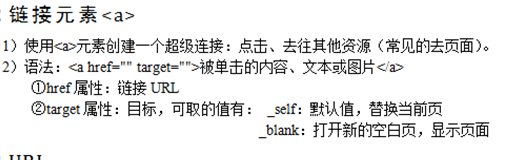 链接元素<a>
1）使用<a>元素创建一个超级连接：点击、去往其他资源（常见的去页面）。
2）语法：<a href="" target="">被单击的内容、文本或图片</a>
①href 属性：链接 URL
②target 属性：目标，可取的值有： _self：默认值，替换当前页
_blank：打开新的空白页，显示页面
URL